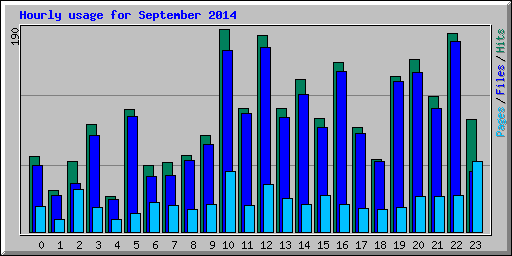 Hourly usage for September 2014
190
Pages/Files/Hits
0 1 2 3 4 5 6 7 8 9 10 11 12 13 14 15 16 17 18 19 20 21 22 23